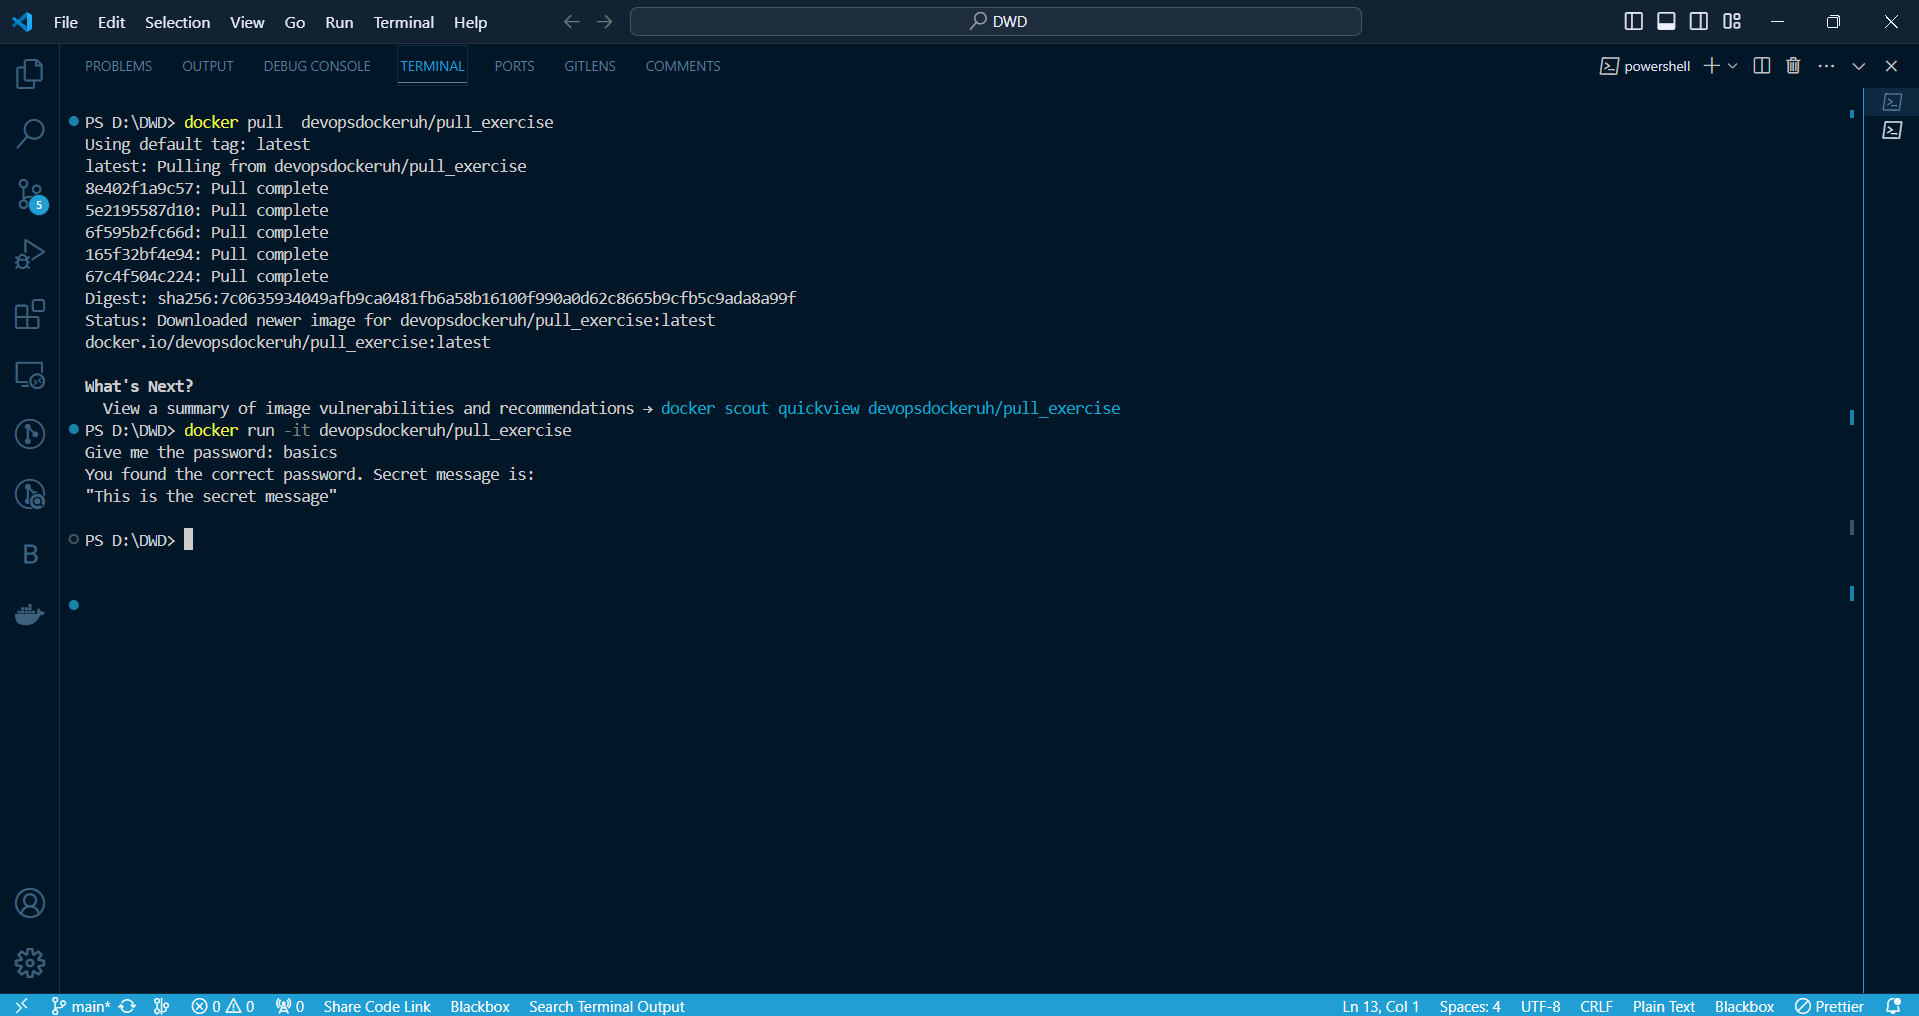 File Edit Selection View Go Run Terminal Help
DWD
PROBLEMS OUTPUT DEBUG CONSOLE TERMINAL PORTS GITLENS COMMENTS
powershell
PS D:\DWD> docker pull  devopsdockeruh/pull_exercise
Using default tag: latest
latest: Pulling from devopsdockeruh/pull_exercise
8e402f1a9c57: Pull complete
5e2195587d10: Pull complete
6f595b2fc66d: Pull complete
165f32bf4e94: Pull complete
67c4f504c224: Pull complete
Digest: sha256:7c0635934049afb9ca0481fb6a58b16100f990a0d62c8665b9cfb5c9ada8a99f
Status: Downloaded newer image for devopsdockeruh/pull_exercise:latest
docker.io/devopsdockeruh/pull_exercise:latest
What's Next?
View a summary of image vulnerabilities and recommendations → docker scout quickview devopsdockeruh/pull_exercise
PS D:\DWD> docker run -it devopsdockeruh/pull_exercise
Give me the password: basics
You found the correct password. Secret message is:
"This is the secret message"
PS D:\DWD>
5
B
main* 0 0 0 Share Code Link Blackbox Search Terminal Output Ln 13, Col 1 Spaces: 4 UTF-8 CRLF Plain Text Blackbox Prettier